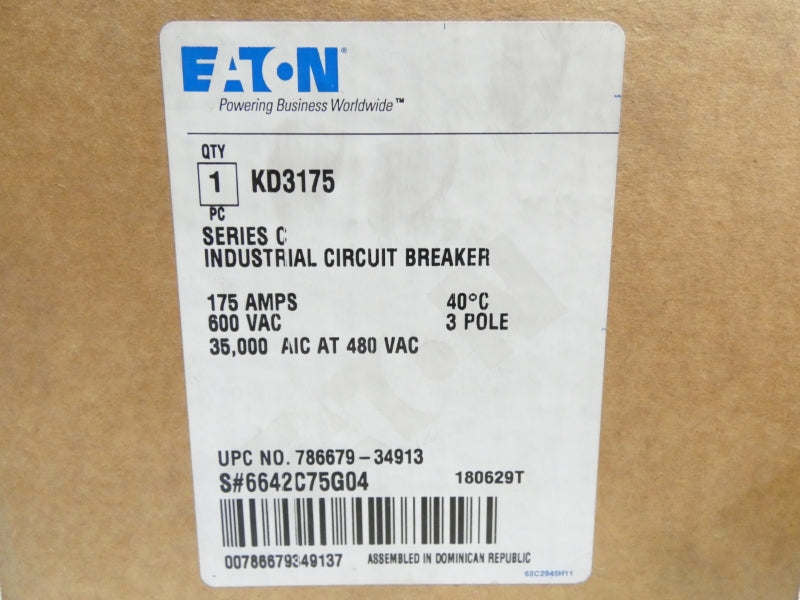 EATON®
Powering Business Worldwide™
QTY
1 KD3175
PC
SERIES C
INDUSTRIAL CIRCUIT BREAKER
175 AMPS 40°C
600 VAC 3 POLE
35,000 AIC AT 480 VAC
UPC NO. 786679-34913
S#6642C75G04 180629T
00786679349137 ASSEMBLED IN DOMINICAN REPUBLIC
68C2945H11